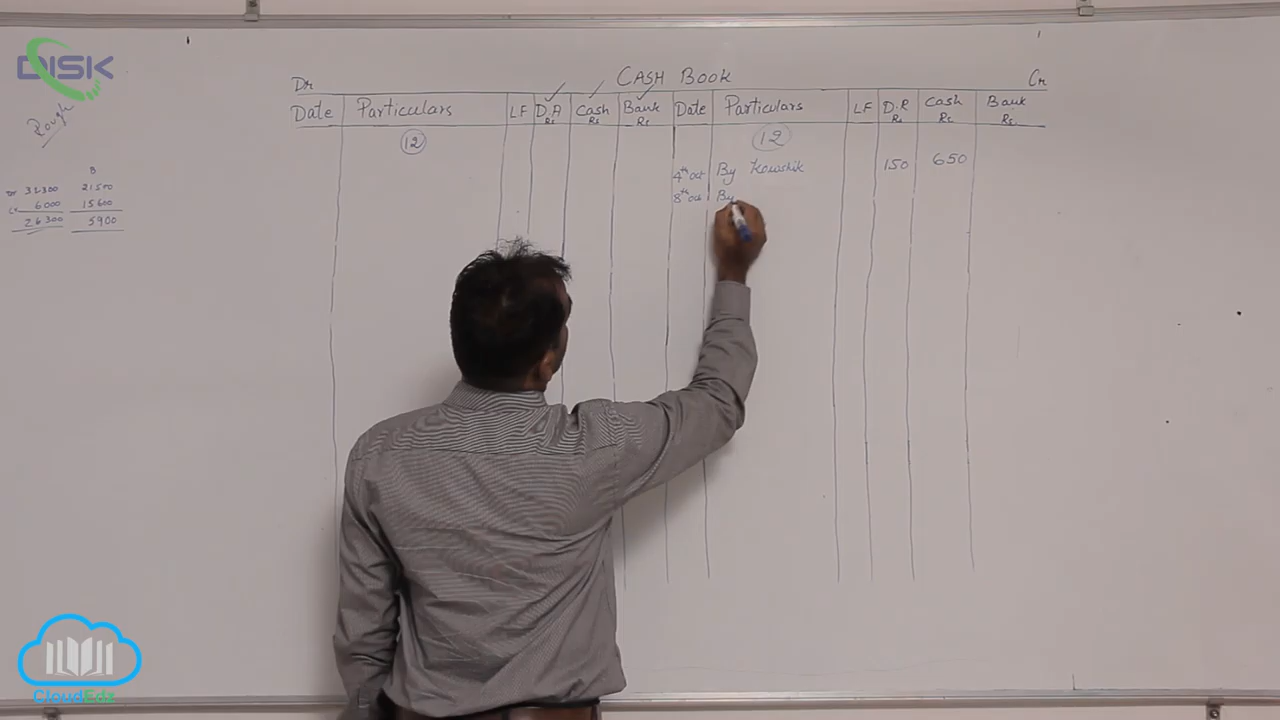 DISK
Rough
B
Dr 32300 21500
Cr 6000 15600
26300 5900
CASH BOOK
Dr Cr
Date Particulars LF D.A Rs Cash Rs Bank Rs Date Particulars LF D.R Rs Cash Rs Bank Rs
12 12
4th Oct By Koushik 150 650
8th Oct By
CloudEdz